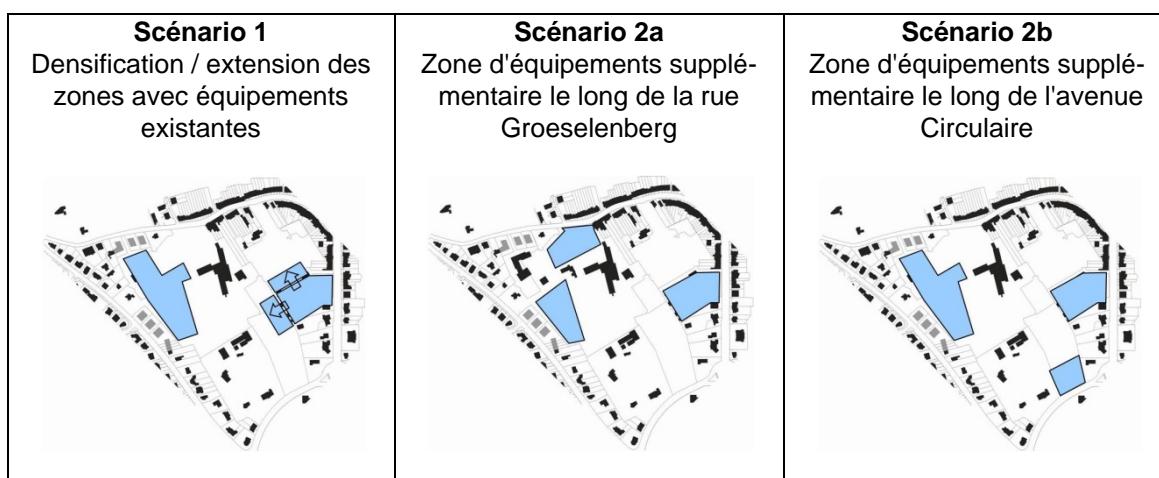 Scénario 1
Densification / extension des
zones avec équipements
existantes
Scénario 2a
Zone d'équipements supplé-
mentaire le long de la rue
Groeselenberg
Scénario 2b
Zone d'équipements supplé-
mentaire le long de l'avenue
Circulaire